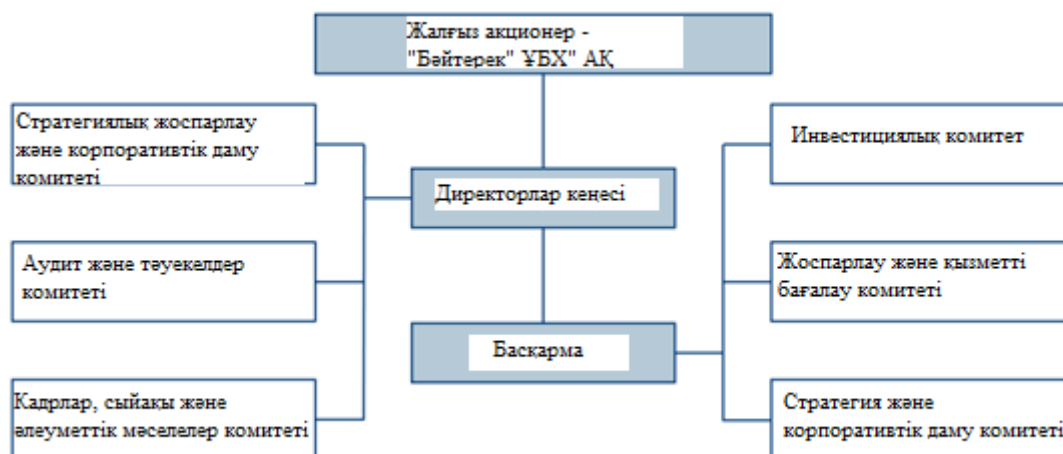 Жалғыз акционер -
"Бәйтерек" ҰБХ" АҚ
Стратегиялық жоспарлау
және корпоративтік даму
комитеті
Инвестициялық комитет
Директорлар кеңесі
Аудит және тәуекелдер
комитеті
Жоспарлау және қызметті
бағалау комитеті
Басқарма
Кадрлар, сыйақы және
әлеуметтік мәселелер комитеті
Стратегия және
корпоративтік даму комитеті